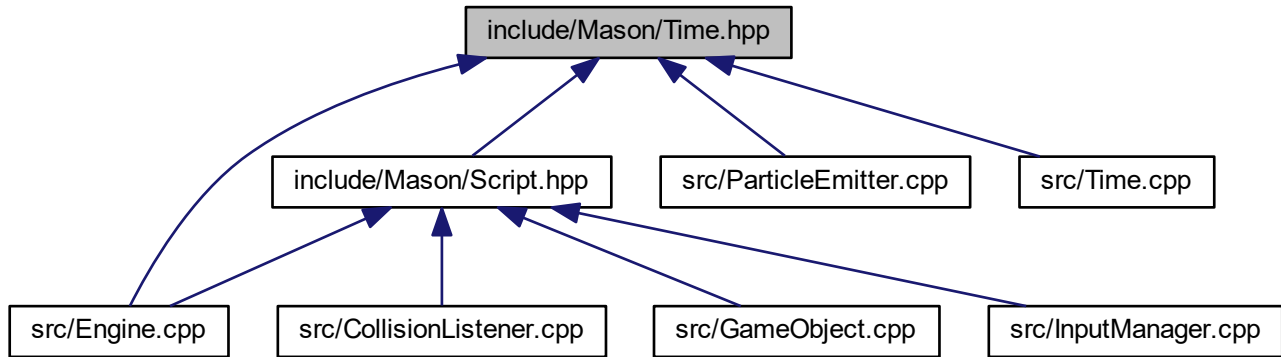 include/Mason/Time.hpp
include/Mason/Script.hpp
src/ParticleEmitter.cpp
src/Time.cpp
src/Engine.cpp
src/CollisionListener.cpp
src/GameObject.cpp
src/InputManager.cpp